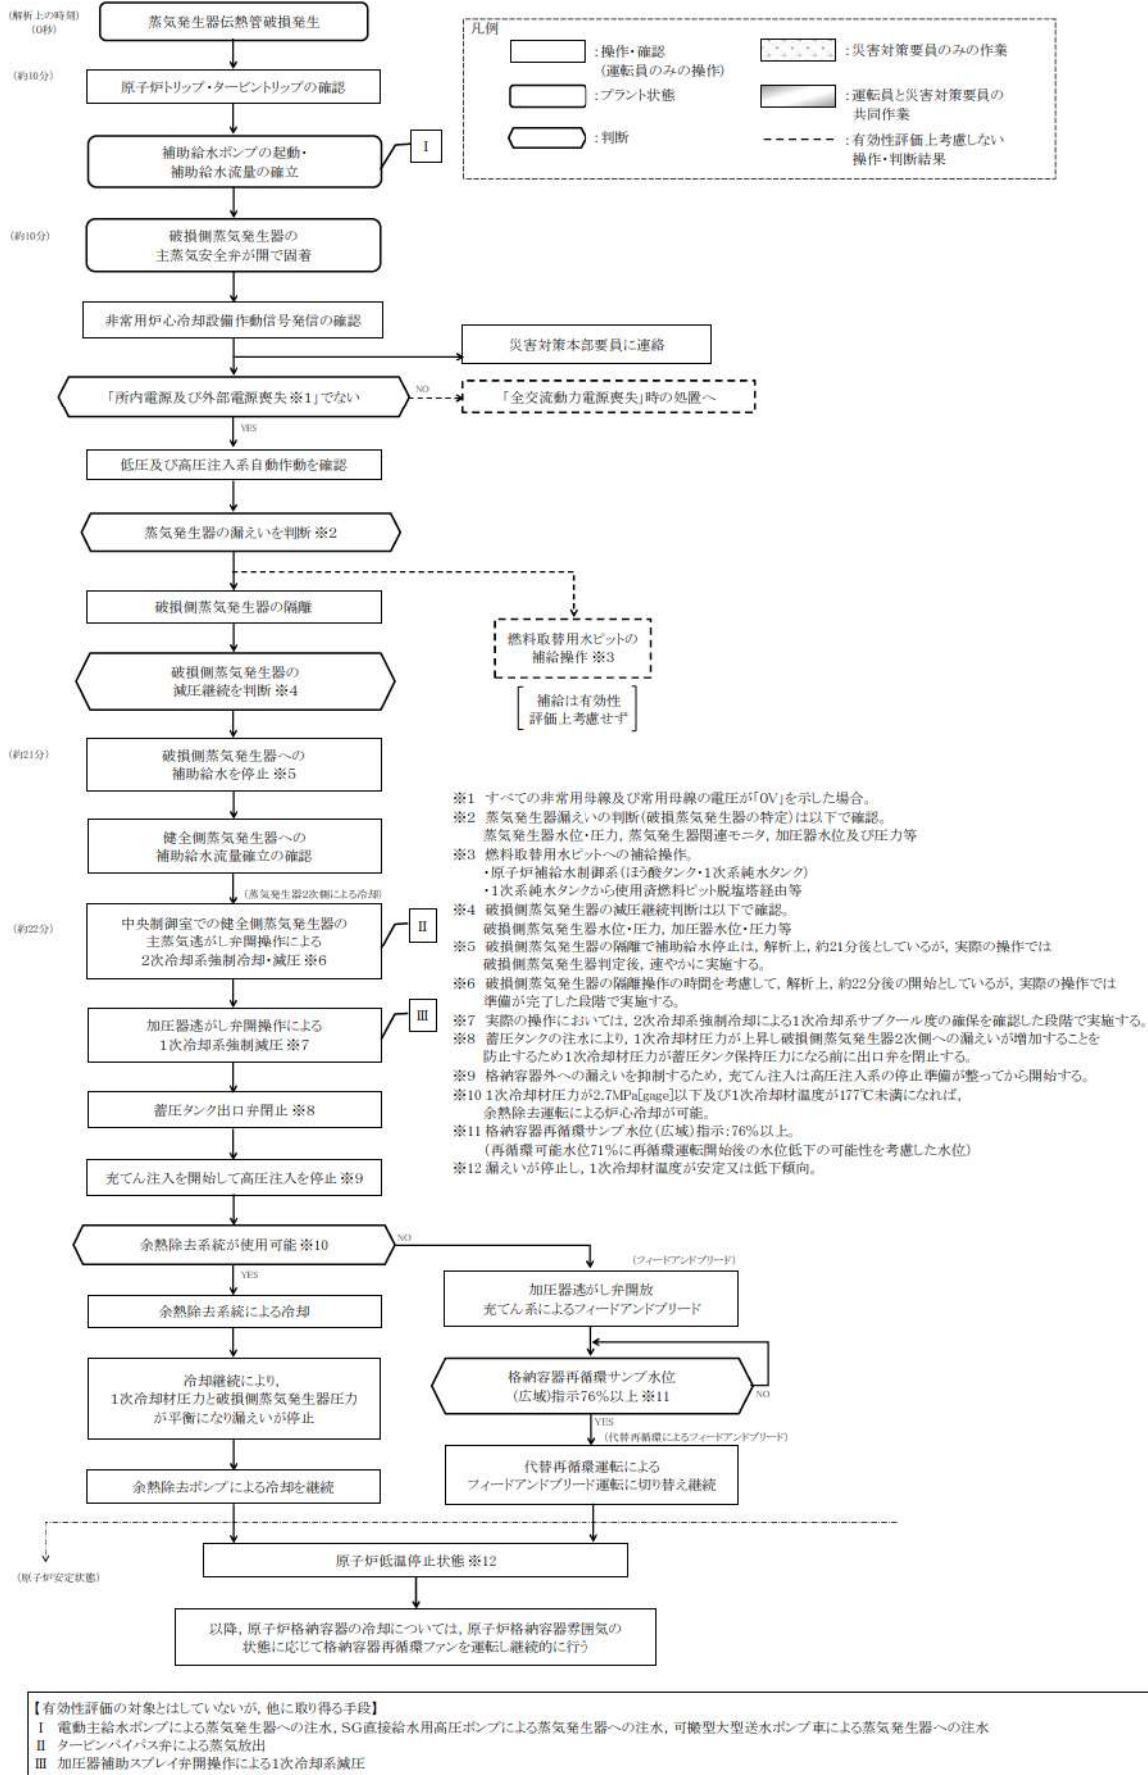 (解析上の時刻)
(0秒)
蒸気発生器伝熱管破損発生
凡例
:操作・確認
(運転員のみの操作)
:プラント状態
:判断
:災害対策要員のみの作業
:運転員と災害対策要員の
共同作業
:有効性評価上考慮しない
操作・判断結果
(約10分)
原子炉トリップ・タービントリップの確認
補助給水ポンプの起動・
補助給水流量の確立
I
(約10分)
破損側蒸気発生器の
主蒸気安全弁が開で固着
非常用炉心冷却設備作動信号発信の確認
災害対策本部要員に連絡
「所内電源及び外部電源喪失※1」でない
NO
「全交流動力電源喪失」時の処置へ
YES
低圧及び高圧注入系自動作動を確認
蒸気発生器の漏えいを判断※2
破損側蒸気発生器の隔離
燃料取替用水ピットの
補給操作※3
補給は有効性
評価上考慮せず
破損側蒸気発生器の
減圧継続を判断※4
(約21分)
破損側蒸気発生器への
補助給水を停止※5
健全側蒸気発生器への
補助給水流量確立の確認
(蒸気発生器2次側による冷却)
(約22分)
中央制御室での健全側蒸気発生器の
主蒸気逃がし弁開操作による
2次冷却系強制冷却・減圧※6
II
加圧器逃がし弁開操作による
1次冷却系強制減圧※7
III
蓄圧タンク出口弁閉止※8
充てん注入を開始して高圧注入を停止※9
※1 すべての非常用母線及び常用母線の電圧が「0V」を示した場合。
※2 蒸気発生器漏えいの判断(破損蒸気発生器の特定)は以下で確認。
蒸気発生器水位・圧力, 蒸気発生器関連モニタ, 加圧器水位及び圧力等
※3 燃料取替用水ピットへの補給操作。
・原子炉補給水制御系(ほう酸タンク・1次系純水タンク)
・1次系純水タンクから使用済燃料ピット脱塩塔経由等
※4 破損側蒸気発生器の減圧継続判断は以下で確認。
破損側蒸気発生器水位・圧力, 加圧器水位・圧力等
※5 破損側蒸気発生器の隔離で補助給水停止は, 解析上, 約21分後としているが, 実際の操作では
破損側蒸気発生器判定後, 速やかに実施する。
※6 破損側蒸気発生器の隔離操作の時間を考慮して, 解析上, 約22分後の開始としているが, 実際の操作では
準備が完了した段階で実施する。
※7 実際の操作においては, 2次冷却系強制冷却による1次冷却系サブクール度の確保を確認した段階で実施する。
※8 蓄圧タンクの注水により, 1次冷却材圧力が上昇し破損側蒸気発生器2次側への漏えいが増加することを
防止するため1次冷却材圧力が蓄圧タンク保持圧力になる前に出口弁を閉止する。
※9 格納容器外への漏えいを抑制するため, 充てん注入は高圧注入系の停止準備が整ってから開始する。
※10 1次冷却材圧力が2.7MPa[gage]以下及び1次冷却材温度が177℃未満になれば,
余熱除去運転による炉心冷却が可能。
※11 格納容器再循環サンプ水位(広域)指示:76%以上。
(再循環可能水位71%に再循環運転開始後の水位低下の可能性を考慮した水位)
※12 漏えいが停止し, 1次冷却材温度が安定又は低下傾向。
余熱除去系統が使用可能※10
NO
YES
余熱除去系統による冷却
冷却継続により,
1次冷却材圧力と破損側蒸気発生器圧力
が平衡になり漏えいが停止
余熱除去ポンプによる冷却を継続
(フィードアンドブリード)
加圧器逃がし弁開放
充てん系によるフィードアンドブリード
格納容器再循環サンプ水位
(広域)指示76%以上※11
NO
YES
(代替再循環によるフィードアンドブリード)
代替再循環運転による
フィードアンドブリード運転に切り替え継続
(原子炉安定状態)
原子炉低温停止状態※12
以降, 原子炉格納容器の冷却については, 原子炉格納容器雰囲気の
状態に応じて格納容器再循環ファンを運転し継続的に行う
【有効性評価の対象とはしていないが, 他に取り得る手段】
I 電動主給水ポンプによる蒸気発生器への注水, SG直接給水用高圧ポンプによる蒸気発生器への注水, 可搬型大型送水ポンプ車による蒸気発生器への注水
II タービンバイパス弁による蒸気放出
III 加圧器補助スプレイ弁開操作による1次冷却系減圧